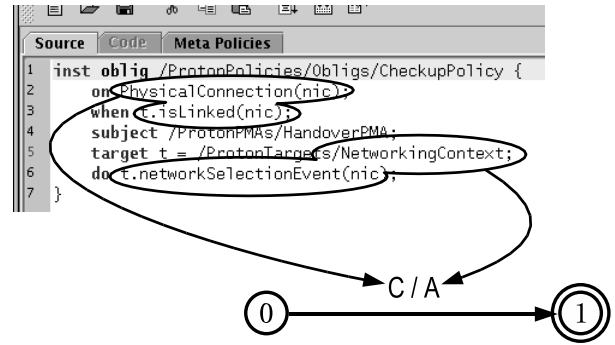 Source Code Meta Policies
1 inst oblig /ProtonPolicies/Obligs/CheckupPolicy {
2 on PhysicalConnection(nic);
3 when t.isLinked(nic);
4 subject /ProtonPMAs/HandoverPMA;
5 target t = /ProtonTargets/NetworkingContext;
6 do t.networkSelectionEvent(nic);
7 }
C / A
0 1